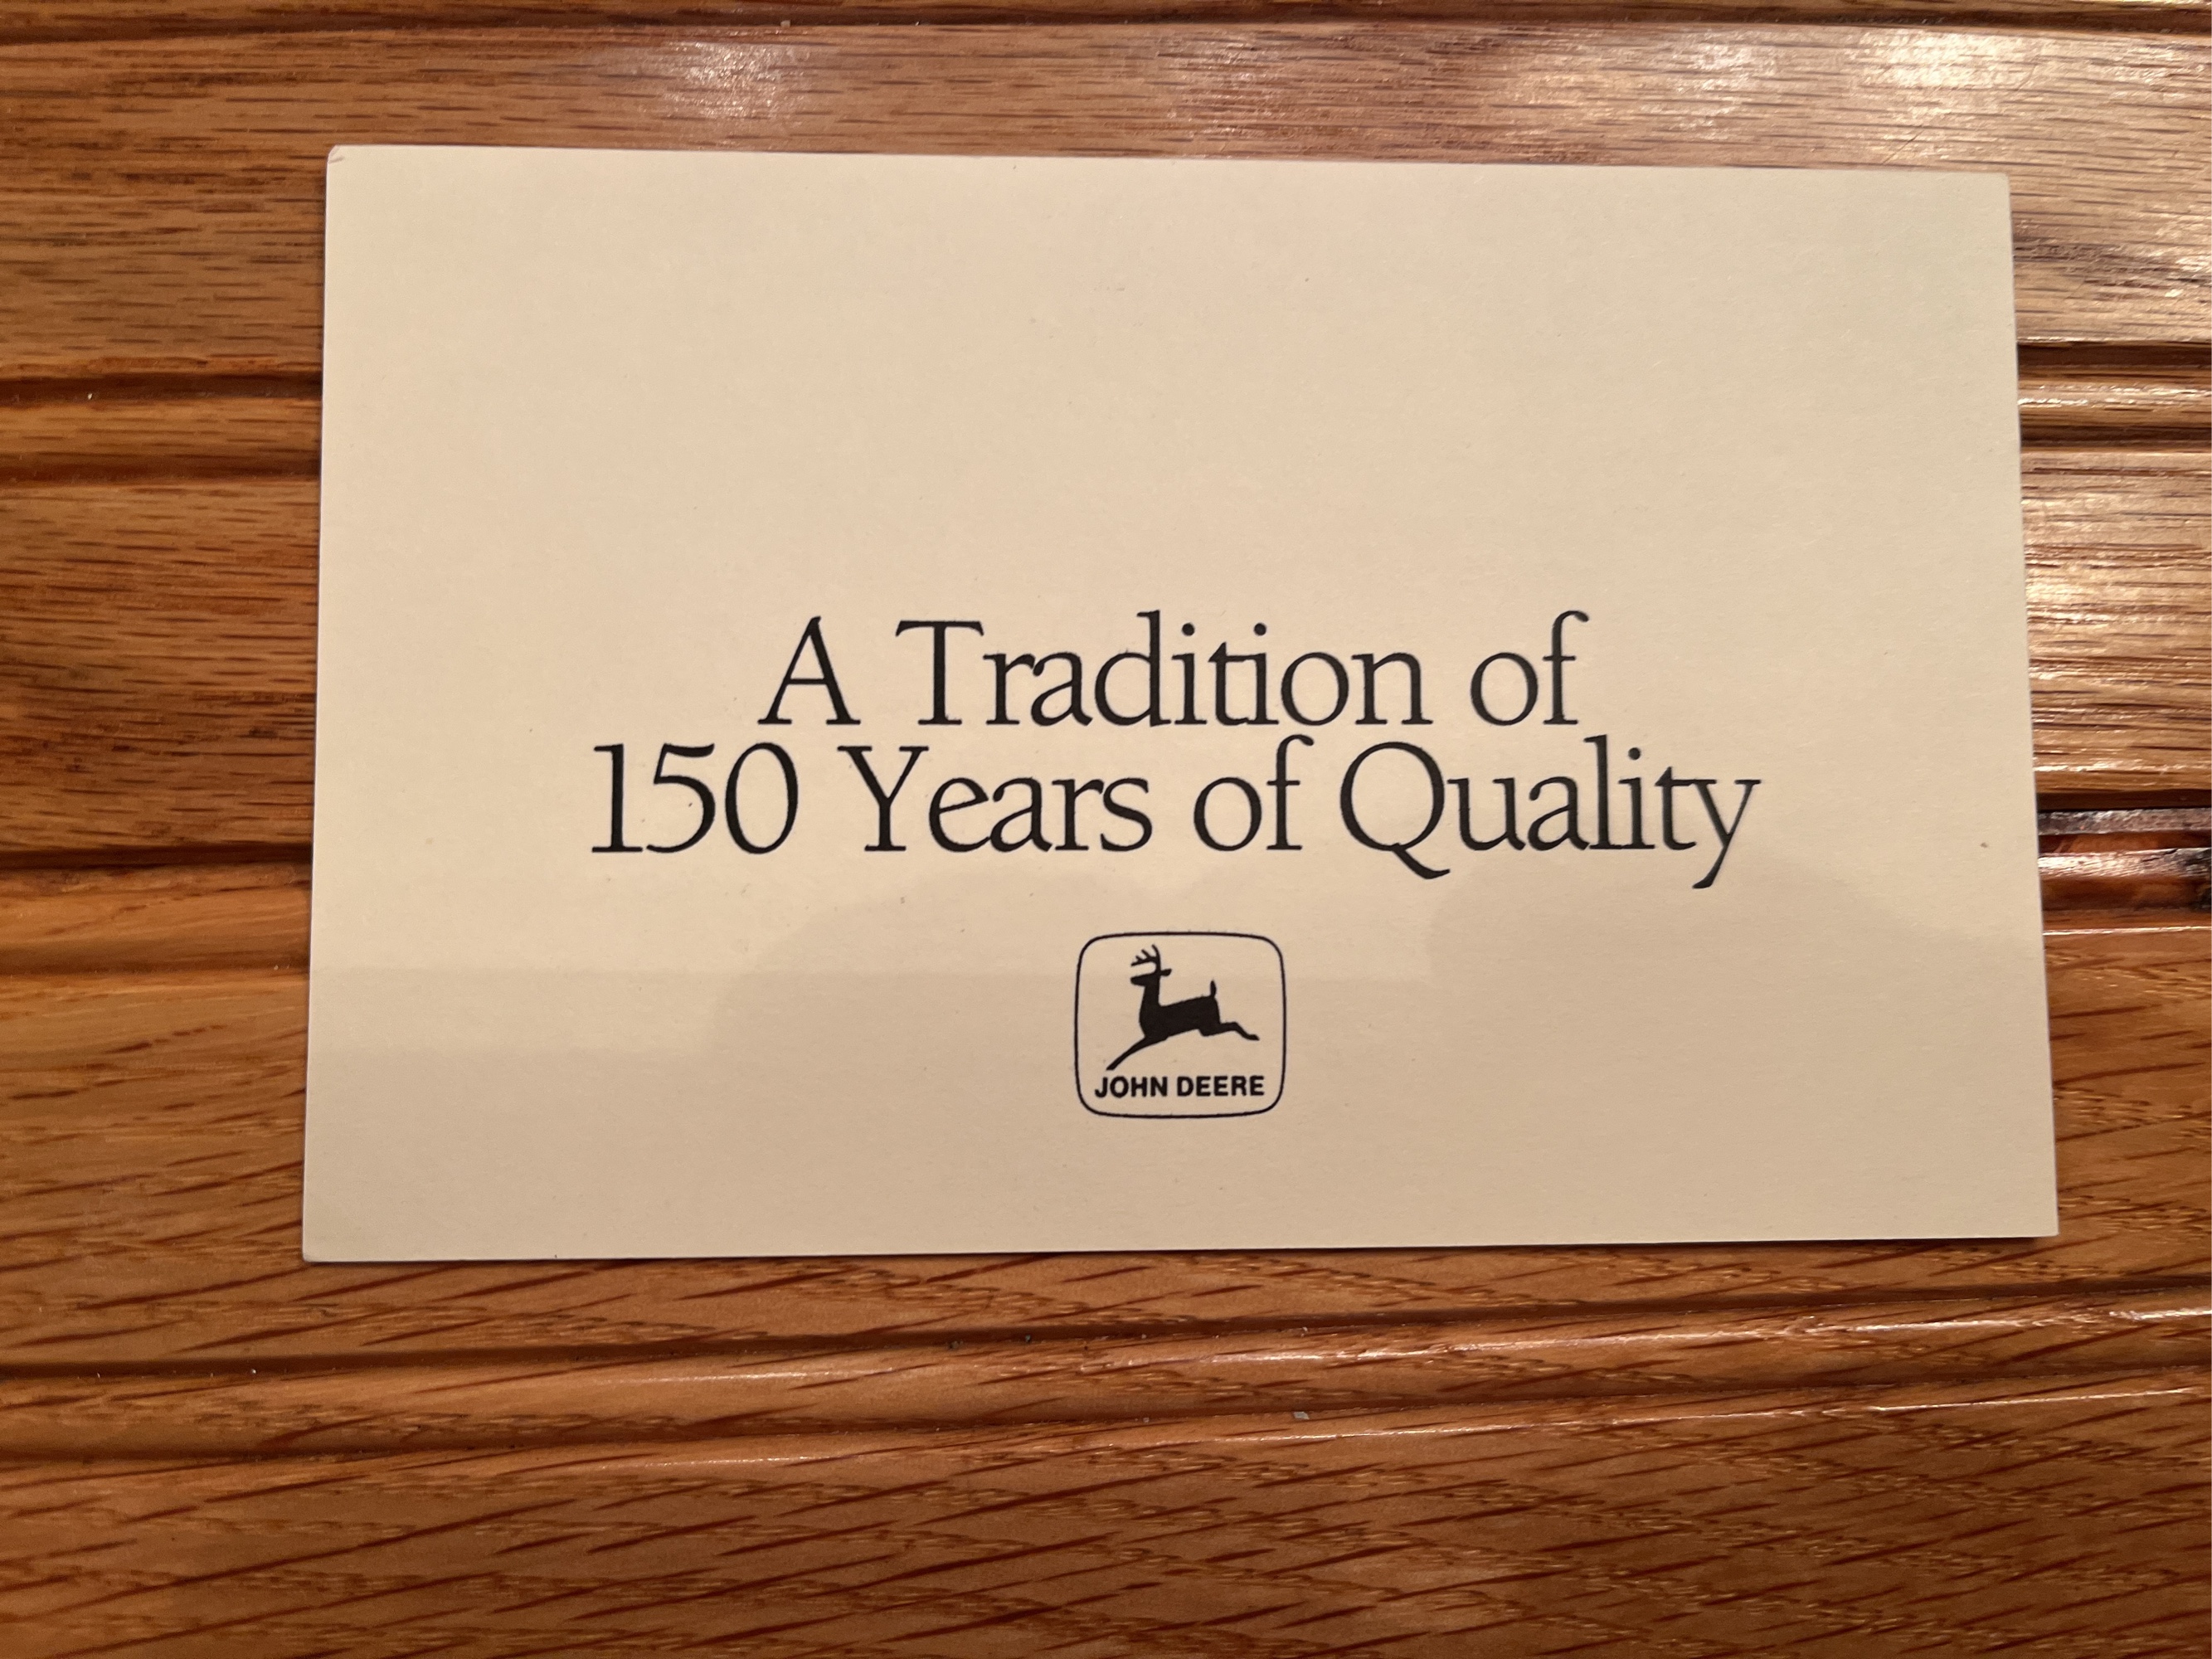 A Tradition of
150 Years of Quality
JOHN DEERE